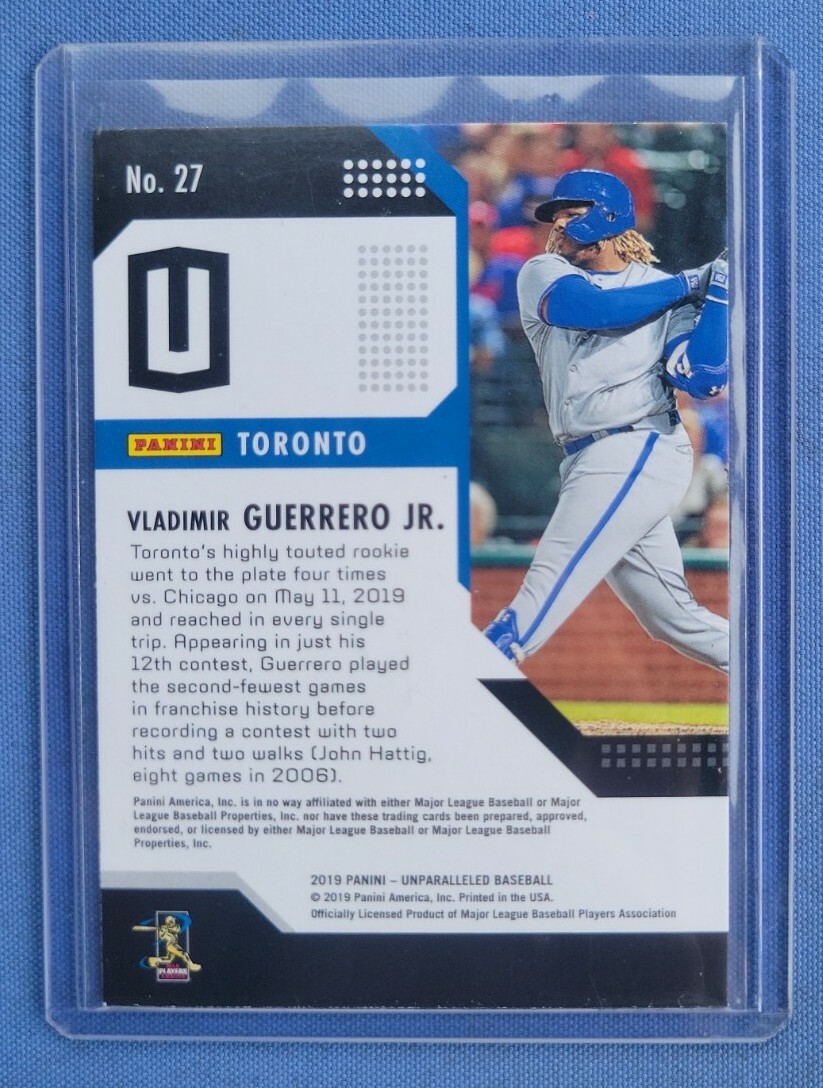 No. 27
U
PANINI TORONTO
VLADIMIR GUERRERO JR.
Toronto's highly touted rookie
went to the plate four times
vs. Chicago on May 11, 2019
and reached in every single
trip. Appearing in just his
12th contest, Guerrero played
the second-fewest games
in franchise history before
recording a contest with two
hits and two walks (John Hattig,
eight games in 2006).
Panini America, Inc. is in no way affiliated with either Major League Baseball or Major
League Baseball Properties, Inc. nor have these trading cards been prepared, approved,
endorsed, or licensed by either Major League Baseball or Major League Baseball
Properties, Inc.
2019 PANINI – UNPARALLELED BASEBALL
© 2019 Panini America, Inc. Printed in the USA.
Officially Licensed Product of Major League Baseball Players Association
PLAYERS